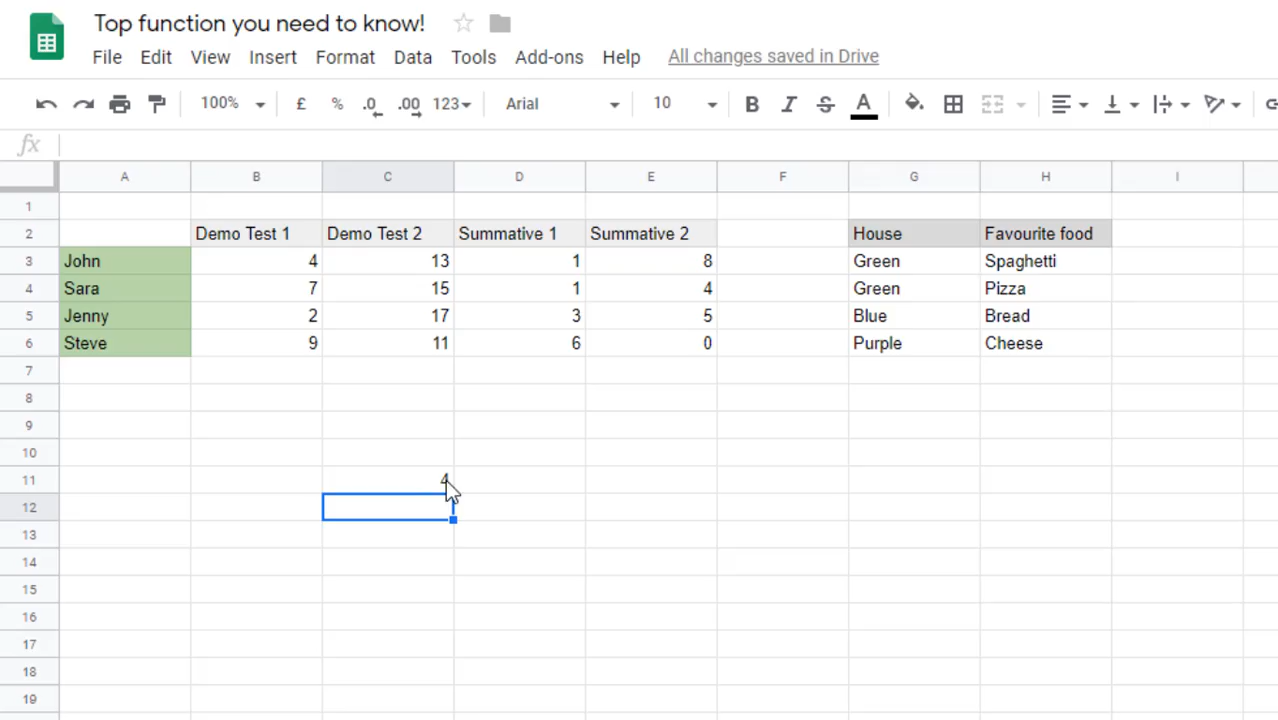 Top function you need to know!
File Edit View Insert Format Data Tools Add-ons Help All changes saved in Drive
100% £ % .0 .00 123 Arial 10 B I S A
fx
A B C D E F G H I
1
2 Demo Test 1 Demo Test 2 Summative 1 Summative 2 House Favourite food
3 John 4 13 1 8 Green Spaghetti
4 Sara 7 15 1 4 Green Pizza
5 Jenny 2 17 3 5 Blue Bread
6 Steve 9 11 6 0 Purple Cheese
7
8
9
10
11 4
12
13
14
15
16
17
18
19